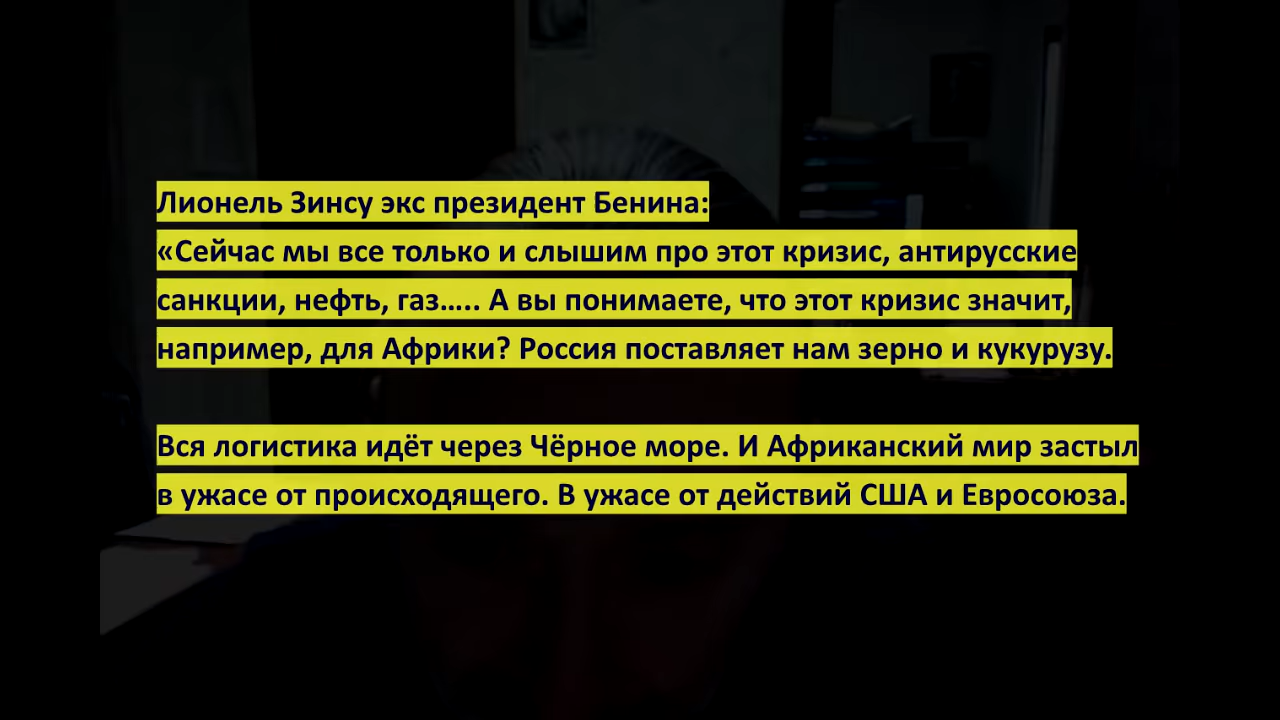 Лионель Зинсу экс президент Бенина:
«Сейчас мы все только и слышим про этот кризис, антирусские
санкции, нефть, газ….. А вы понимаете, что этот кризис значит,
например, для Африки? Россия поставляет нам зерно и кукурузу.
Вся логистика идёт через Чёрное море. И Африканский мир застыл
в ужасе от происходящего. В ужасе от действий США и Евросоюза.